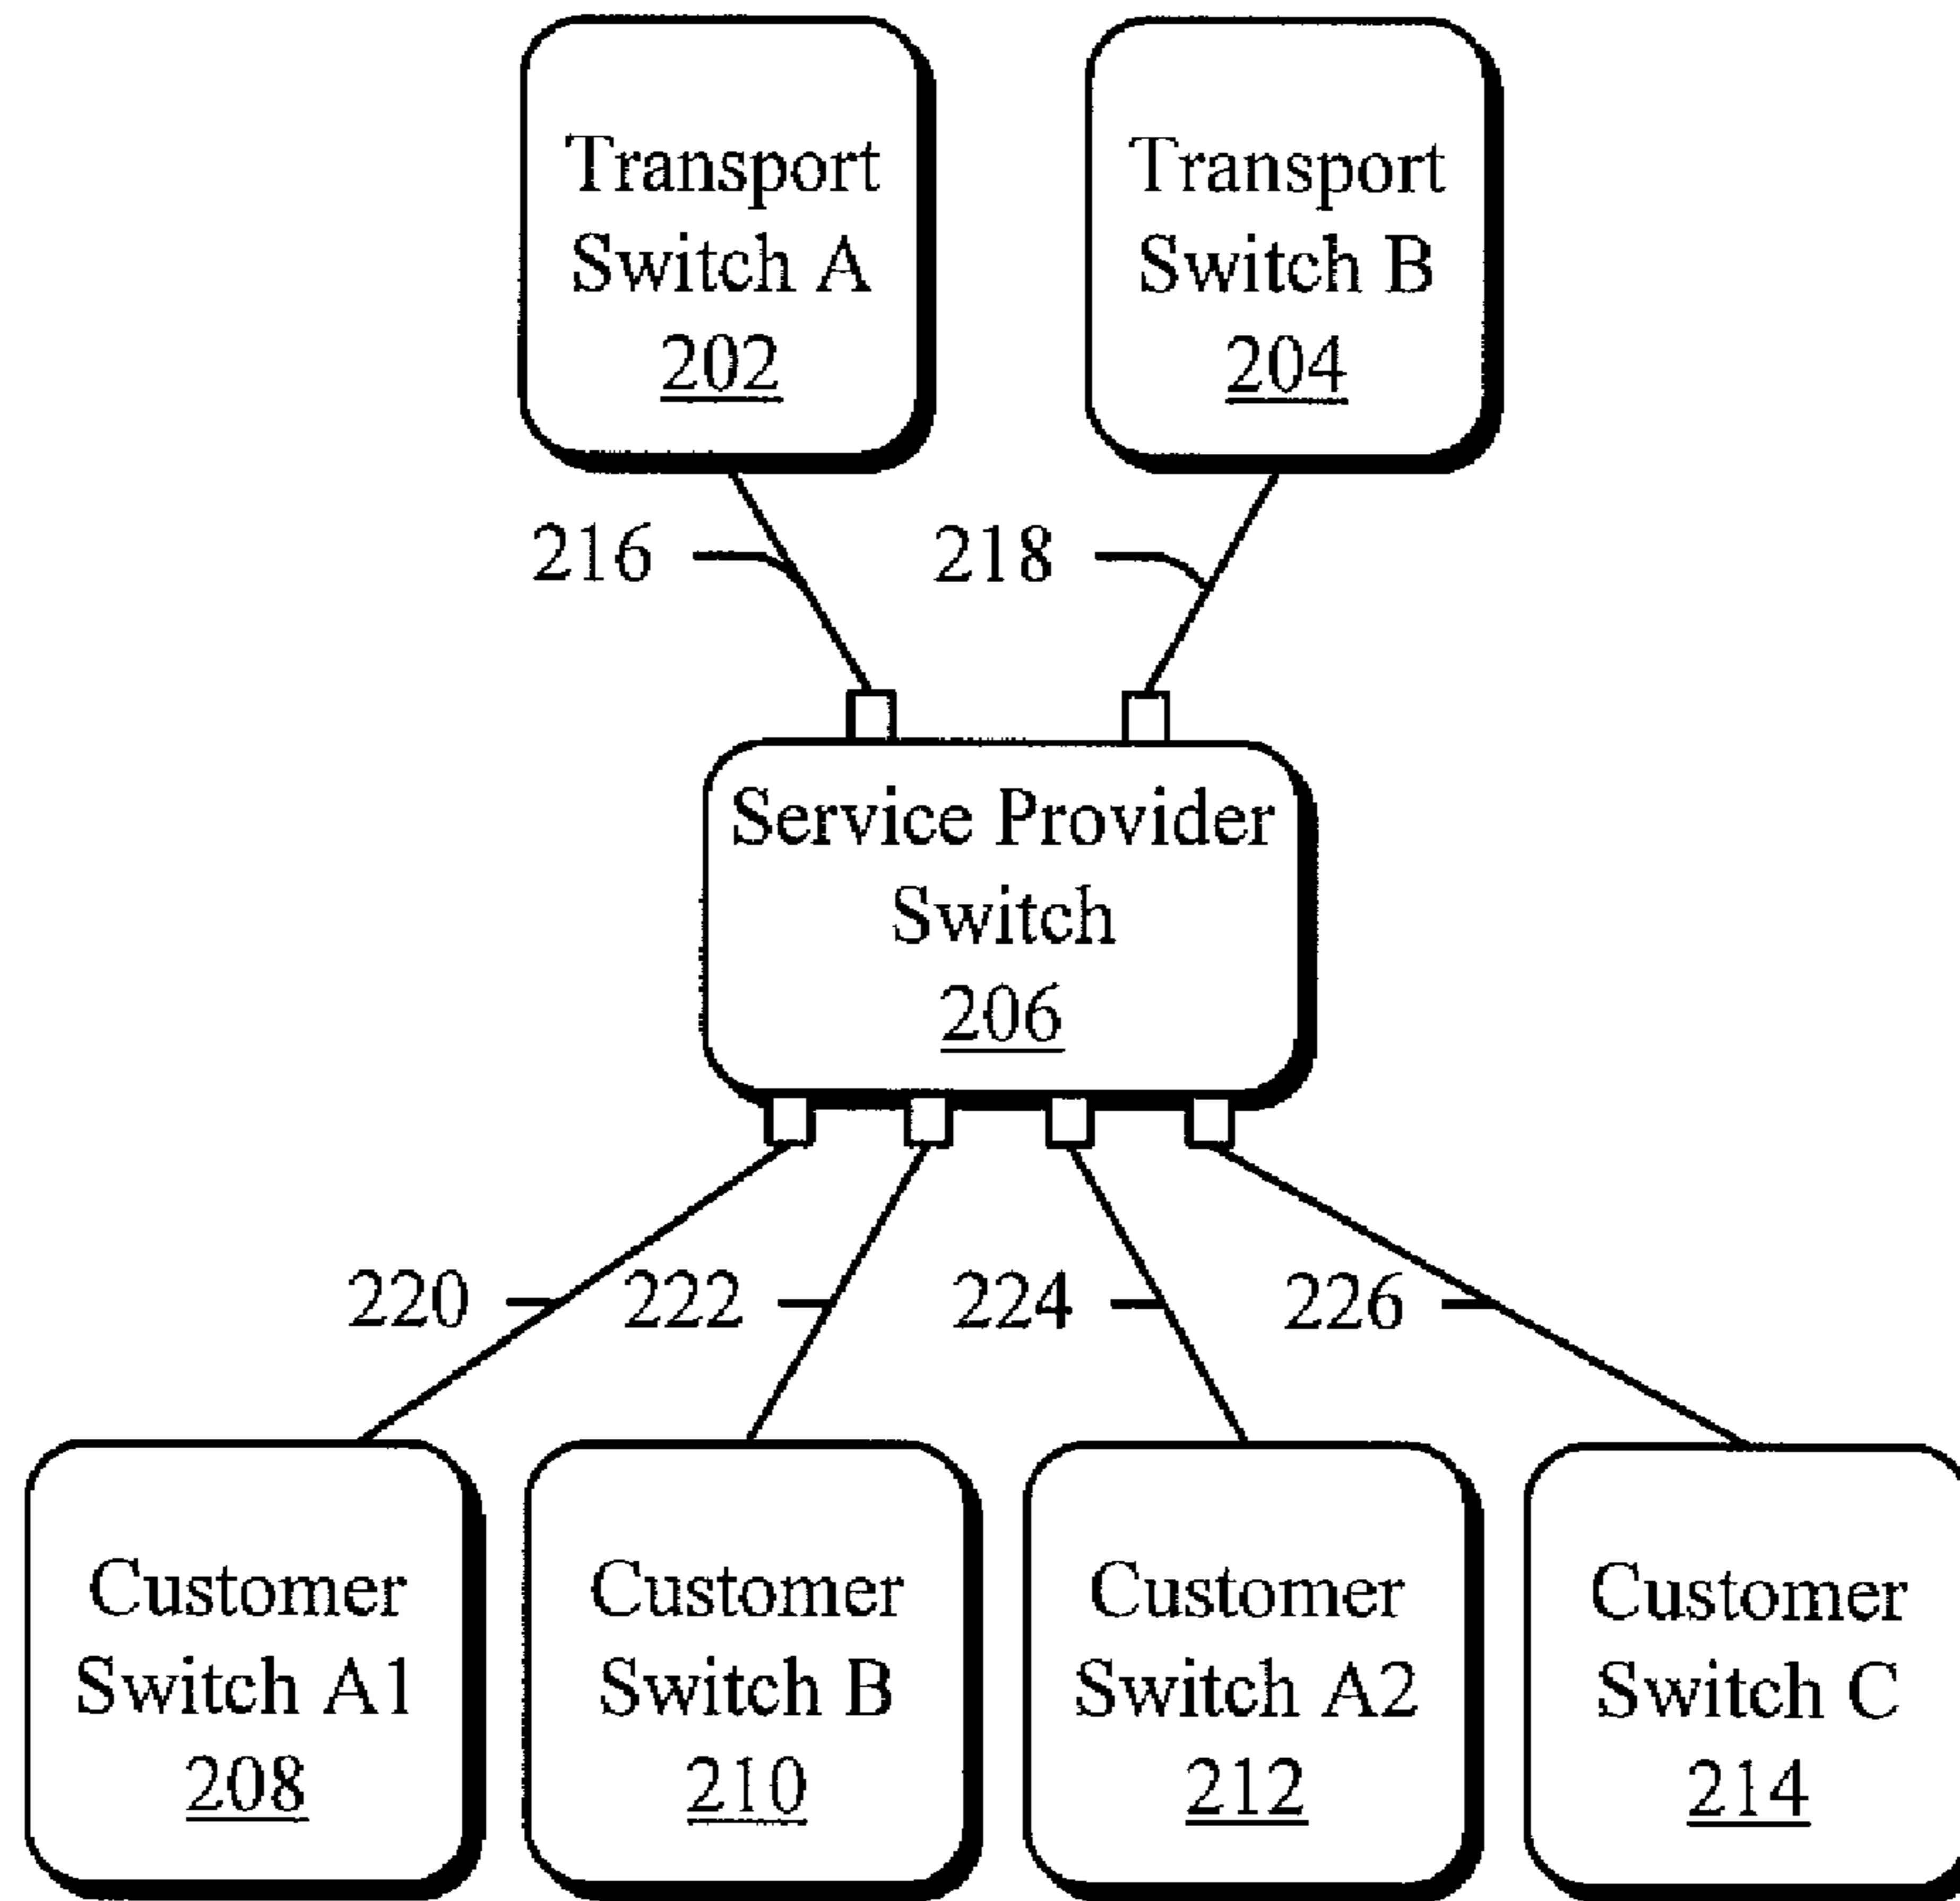 Transport
Switch A
202
Transport
Switch B
204
216
218
Service Provider
Switch
206
220
222
224
226
Customer
Switch A1
208
Customer
Switch B
210
Customer
Switch A2
212
Customer
Switch C
214